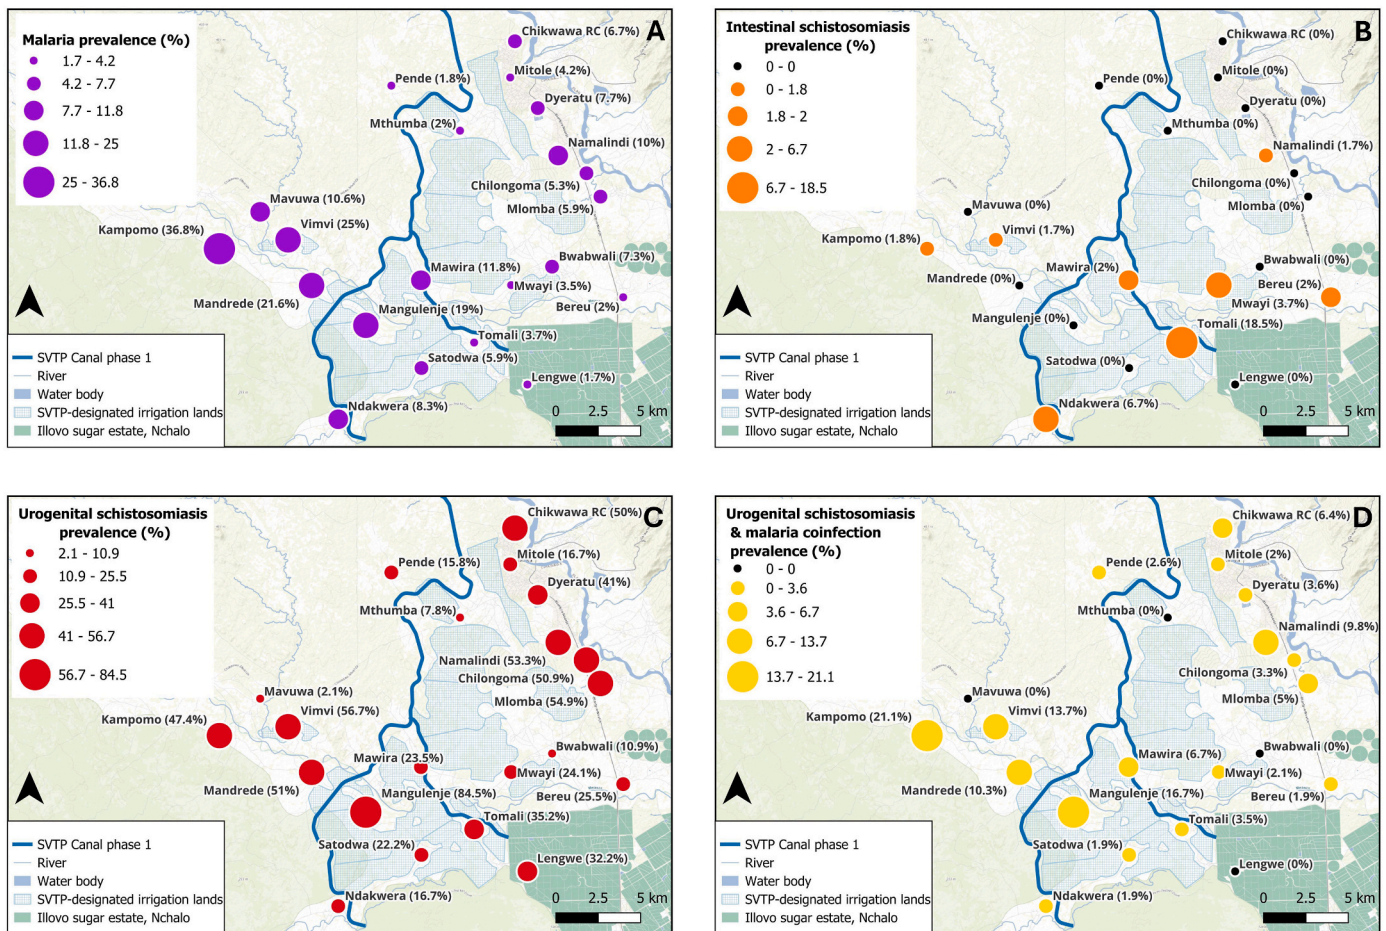 A
Malaria prevalence (%)
1.7 - 4.2
4.2 - 7.7
7.7 - 11.8
11.8 - 25
25 - 36.8
Chikwawa RC (6.7%)
Pende (1.8%)
Mitole (4.2%)
Dyeratu (7.7%)
Mthumba (2%)
Namalindi (10%)
Chilongoma (5.3%)
Mlomba (5.9%)
Mavuwa (10.6%)
Kampomo (36.8%)
Vimvi (25%)
Mawira (11.8%)
Bwabwali (7.3%)
Mwayi (3.5%)
Mandrede (21.6%)
Mangulenje (19%)
Bereu (2%)
Tomali (3.7%)
Satodwa (5.9%)
Lengwe (1.7%)
Ndakwera (8.3%)
SVTP Canal phase 1
River
Water body
SVTP-designated irrigation lands
Illovo sugar estate, Nchalo
0 2.5 5 km
B
Intestinal schistosomiasis
prevalence (%)
0 - 0
0 - 1.8
1.8 - 2
2 - 6.7
6.7 - 18.5
Chikwawa RC (0%)
Pende (0%)
Mitole (0%)
Dyeratu (0%)
Mthumba (0%)
Namalindi (1.7%)
Chilongoma (0%)
Mlomba (0%)
Mavuwa (0%)
Kampomo (1.8%)
Vimvi (1.7%)
Mawira (2%)
Bwabwali (0%)
Mandrede (0%)
Bereu (2%)
Mwayi (3.7%)
Mangulenje (0%)
Tomali (18.5%)
Satodwa (0%)
Lengwe (0%)
Ndakwera (6.7%)
SVTP Canal phase 1
River
Water body
SVTP-designated irrigation lands
Illovo sugar estate, Nchalo
0 2.5 5 km
C
Urogenital schistosomiasis
prevalence (%)
2.1 - 10.9
10.9 - 25.5
25.5 - 41
41 - 56.7
56.7 - 84.5
Chikwawa RC (50%)
Pende (15.8%)
Mitole (16.7%)
Dyeratu (41%)
Mthumba (7.8%)
Namalindi (53.3%)
Chilongoma (50.9%)
Mlomba (54.9%)
Mavuwa (2.1%)
Kampomo (47.4%)
Vimvi (56.7%)
Mawira (23.5%)
Bwabwali (10.9%)
Mwayi (24.1%)
Mandrede (51%)
Mangulenje (84.5%)
Bereu (25.5%)
Tomali (35.2%)
Satodwa (22.2%)
Lengwe (32.2%)
Ndakwera (16.7%)
SVTP Canal phase 1
River
Water body
SVTP-designated irrigation lands
Illovo sugar estate, Nchalo
0 2.5 5 km
D
Urogenital schistosomiasis
& malaria coinfection
prevalence (%)
0 - 0
0 - 3.6
3.6 - 6.7
6.7 - 13.7
13.7 - 21.1
Chikwawa RC (6.4%)
Pende (2.6%)
Mitole (2%)
Dyeratu (3.6%)
Mthumba (0%)
Namalindi (9.8%)
Chilongoma (3.3%)
Mlomba (5%)
Mavuwa (0%)
Kampomo (21.1%)
Vimvi (13.7%)
Mawira (6.7%)
Bwabwali (0%)
Mwayi (2.1%)
Mandrede (10.3%)
Mangulenje (16.7%)
Bereu (1.9%)
Tomali (3.5%)
Satodwa (1.9%)
Lengwe (0%)
Ndakwera (1.9%)
SVTP Canal phase 1
River
Water body
SVTP-designated irrigation lands
Illovo sugar estate, Nchalo
0 2.5 5 km